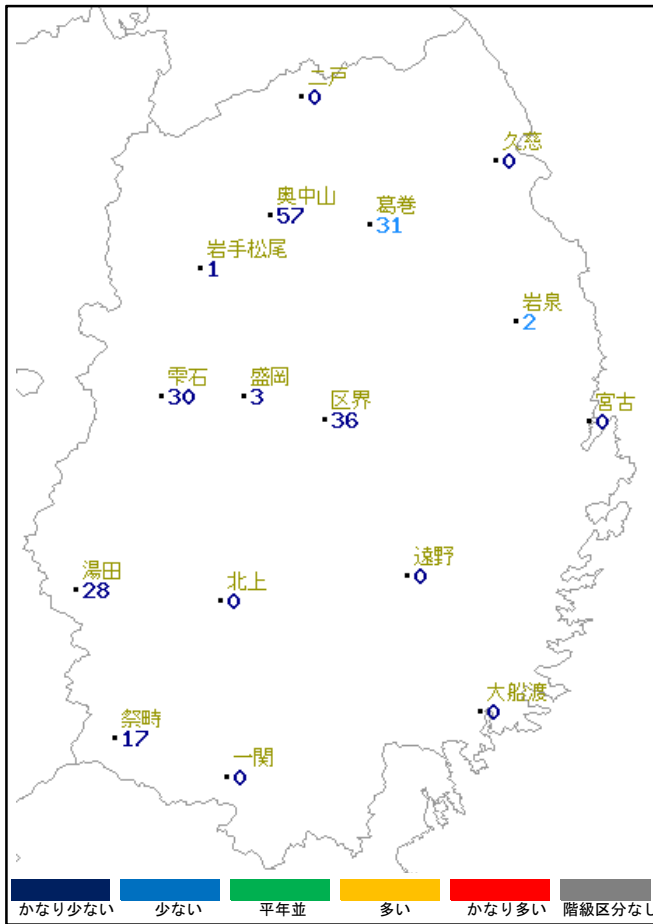 二戸
0
久慈
0
奥中山
57
葛巻
31
岩手松尾
1
岩泉
2
雫石
30
盛岡
3
区界
36
宮古
0
湯田
28
北上
0
遠野
0
大船渡
0
祭畤
17
一関
0
かなり少ない 少ない 平年並 多い かなり多い 階級区分なし